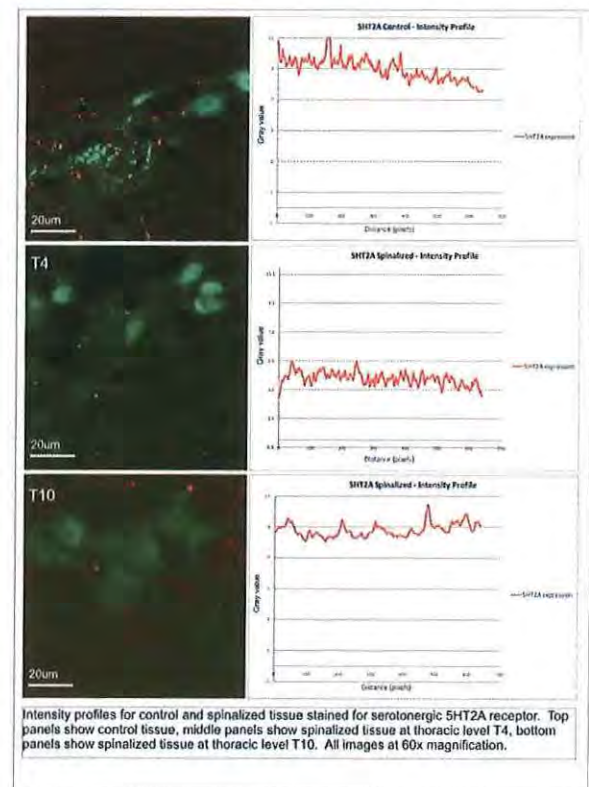 5HT2A Control - Intensity Profile
Gray value
5HT2A expression
Distance (pixels)
20um
T4
5HT2A Spinalized - Intensity Profile
Gray value
5HT2A expression
Distance (pixels)
20um
T10
5HT2A Spinalized - Intensity Profile
Gray value
5HT2A expression
Distance (pixels)
20um
Intensity profiles for control and spinalized tissue stained for serotonergic 5HT2A receptor. Top
panels show control tissue, middle panels show spinalized tissue at thoracic level T4, bottom
panels show spinalized tissue at thoracic level T10. All images at 60x magnification.